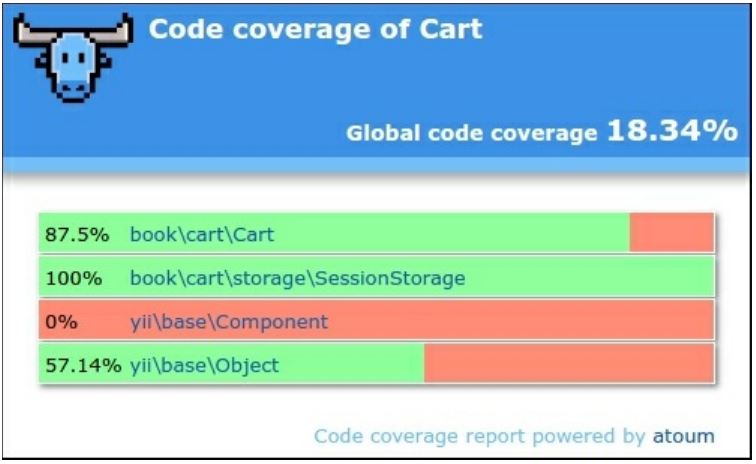 Code coverage of Cart
Global code coverage 18.34%
87.5% book\cart\Cart
100% book\cart\storage\SessionStorage
0% yii\base\Component
57.14% yii\base\Object
Code coverage report powered by atoum